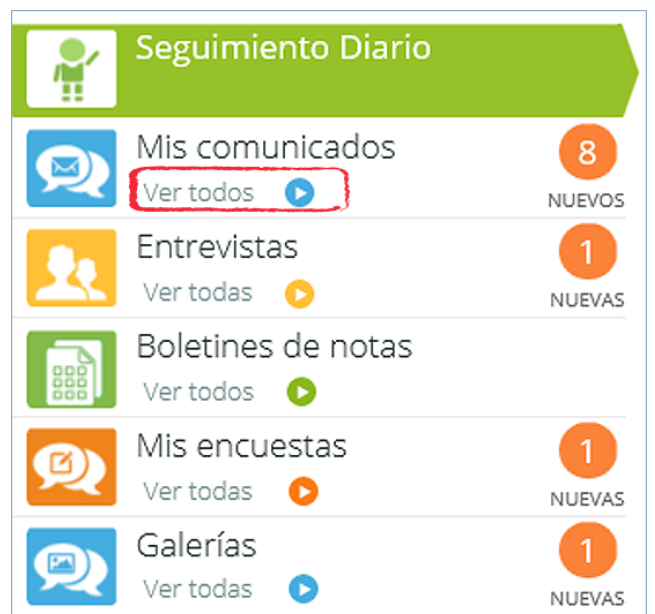 Seguimiento Diario
Mis comunicados
8
Ver todos
NUEVOS
Entrevistas
1
Ver todas
NUEVAS
Boletines de notas
Ver todos
Mis encuestas
1
Ver todas
NUEVAS
Galerías
1
Ver todas
NUEVAS